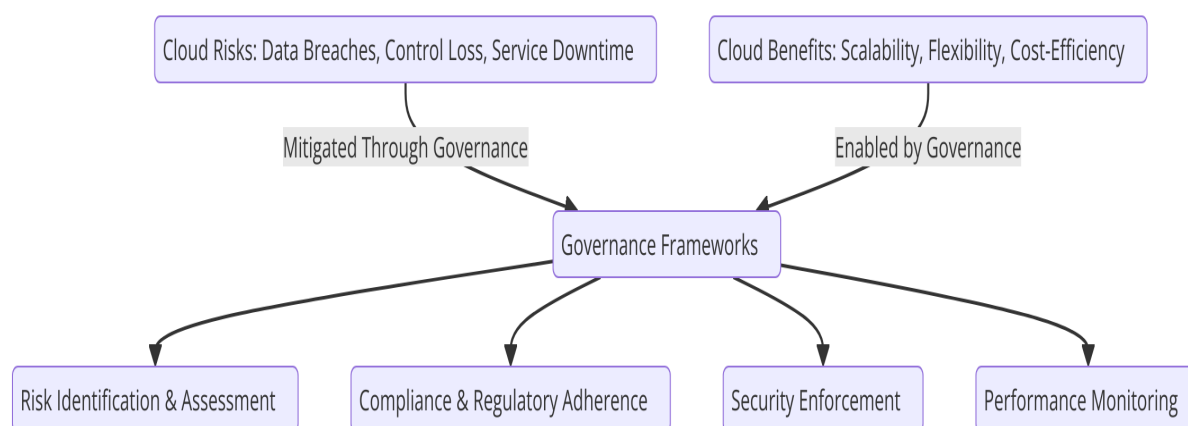 Cloud Risks: Data Breaches, Control Loss, Service Downtime
Cloud Benefits: Scalability, Flexibility, Cost-Efficiency
Mitigated Through Governance
Enabled by Governance
Governance Frameworks
Risk Identification & Assessment
Compliance & Regulatory Adherence
Security Enforcement
Performance Monitoring